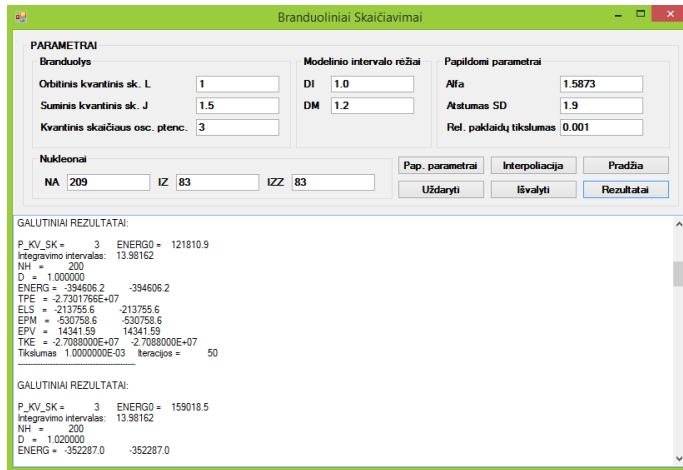 Branduoliniai Skaičiavimai
PARAMETRAI
Branduolys
Orbitinis kvantinis sk. L 1
Suminis kvantinis sk. J 1.5
Kvantinis skaičiaus osc. ptenc. 3
Modelinio intervalo rėžiai
DI 1.0
DM 1.2
Papildomi parametrai
Alfa 1.5873
Atstumas SD 1.9
Rel. paklaidų tikslumas 0.001
Nukleonai
NA 209 IZ 83 IZZ 83
Pap. parametrai Interpoliacija Pradžia
Uždaryti Išvalyti Rezultatai
GALUTINIAI REZULTATAI:
P_KV_SK = 3 ENERG0 = 121810.9
Integravimo intervalas: 13.98162
NH = 200
D = 1.000000
ENERG = -394606.2 -394606.2
TPE = -2.7301766E+07
ELS = -213755.6 -213755.6
EPM = -530758.6 -530758.6
EPV = 14341.59 14341.59
TKE = -2.7088000E+07 -2.7088000E+07
Tikslumas 1.0000000E-03 Iteracijos = 50
--------------------------------------------
GALUTINIAI REZULTATAI:
P_KV_SK = 3 ENERG0 = 159018.5
Integravimo intervalas: 13.98162
NH = 200
D = 1.020000
ENERG = -352287.0 -352287.0